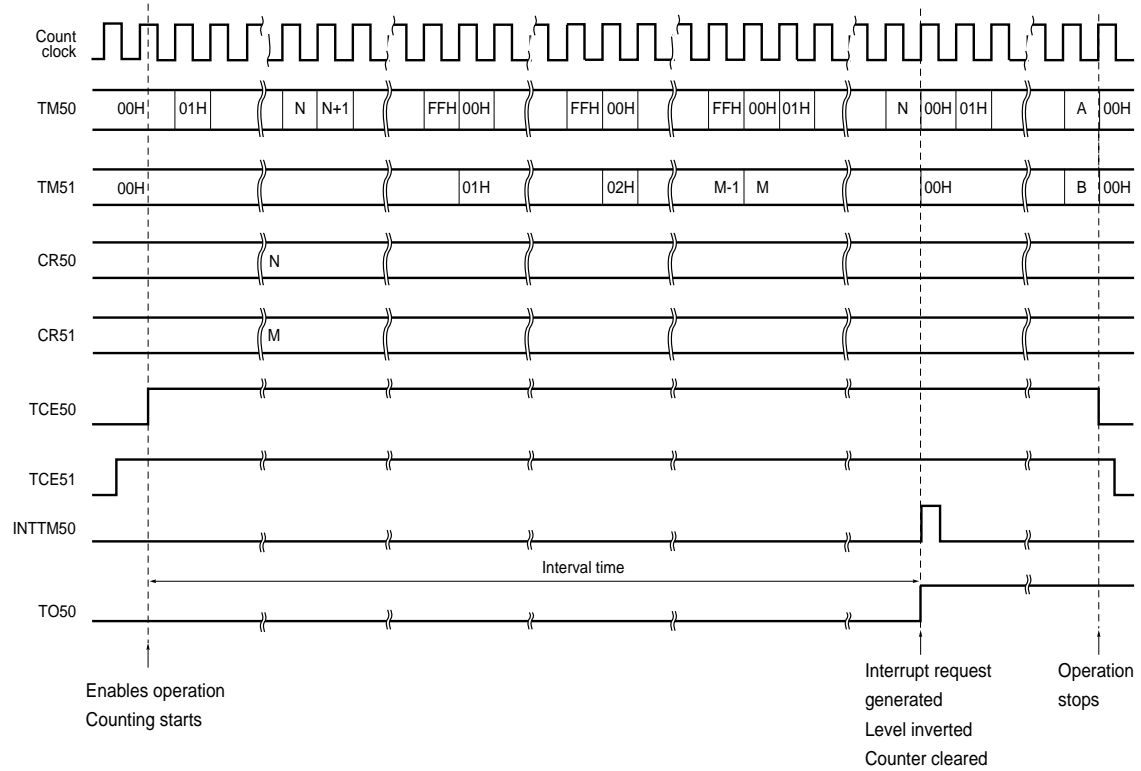 Count
clock
TM50 00H 01H N N+1 FFH 00H FFH 00H FFH 00H 01H N 00H 01H A 00H
TM51 00H 01H 02H M-1 M 00H B 00H
CR50 N
CR51 M
TCE50
TCE51
INTTM50
Interval time
TO50
Enables operation
Counting starts
Interrupt request
generated
Level inverted
Counter cleared
Operation
stops